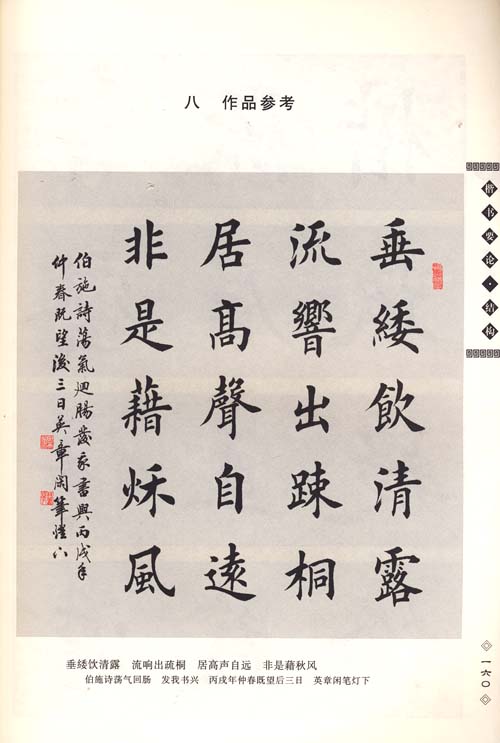 八 作品参考
垂緌飲清露
流響出踈桐
居髙聲自遠
非是藉秌風
伯施詩蕩氣迴腸發我書興丙戌年
仲春既望後三日英章闲筆燈下
垂緌饮清露 流响出疏桐 居高声自远 非是藉秋风
伯施诗荡气回肠 发我书兴 丙戌年仲春既望后三日 英章闲笔灯下
楷书要论·结构
一六〇